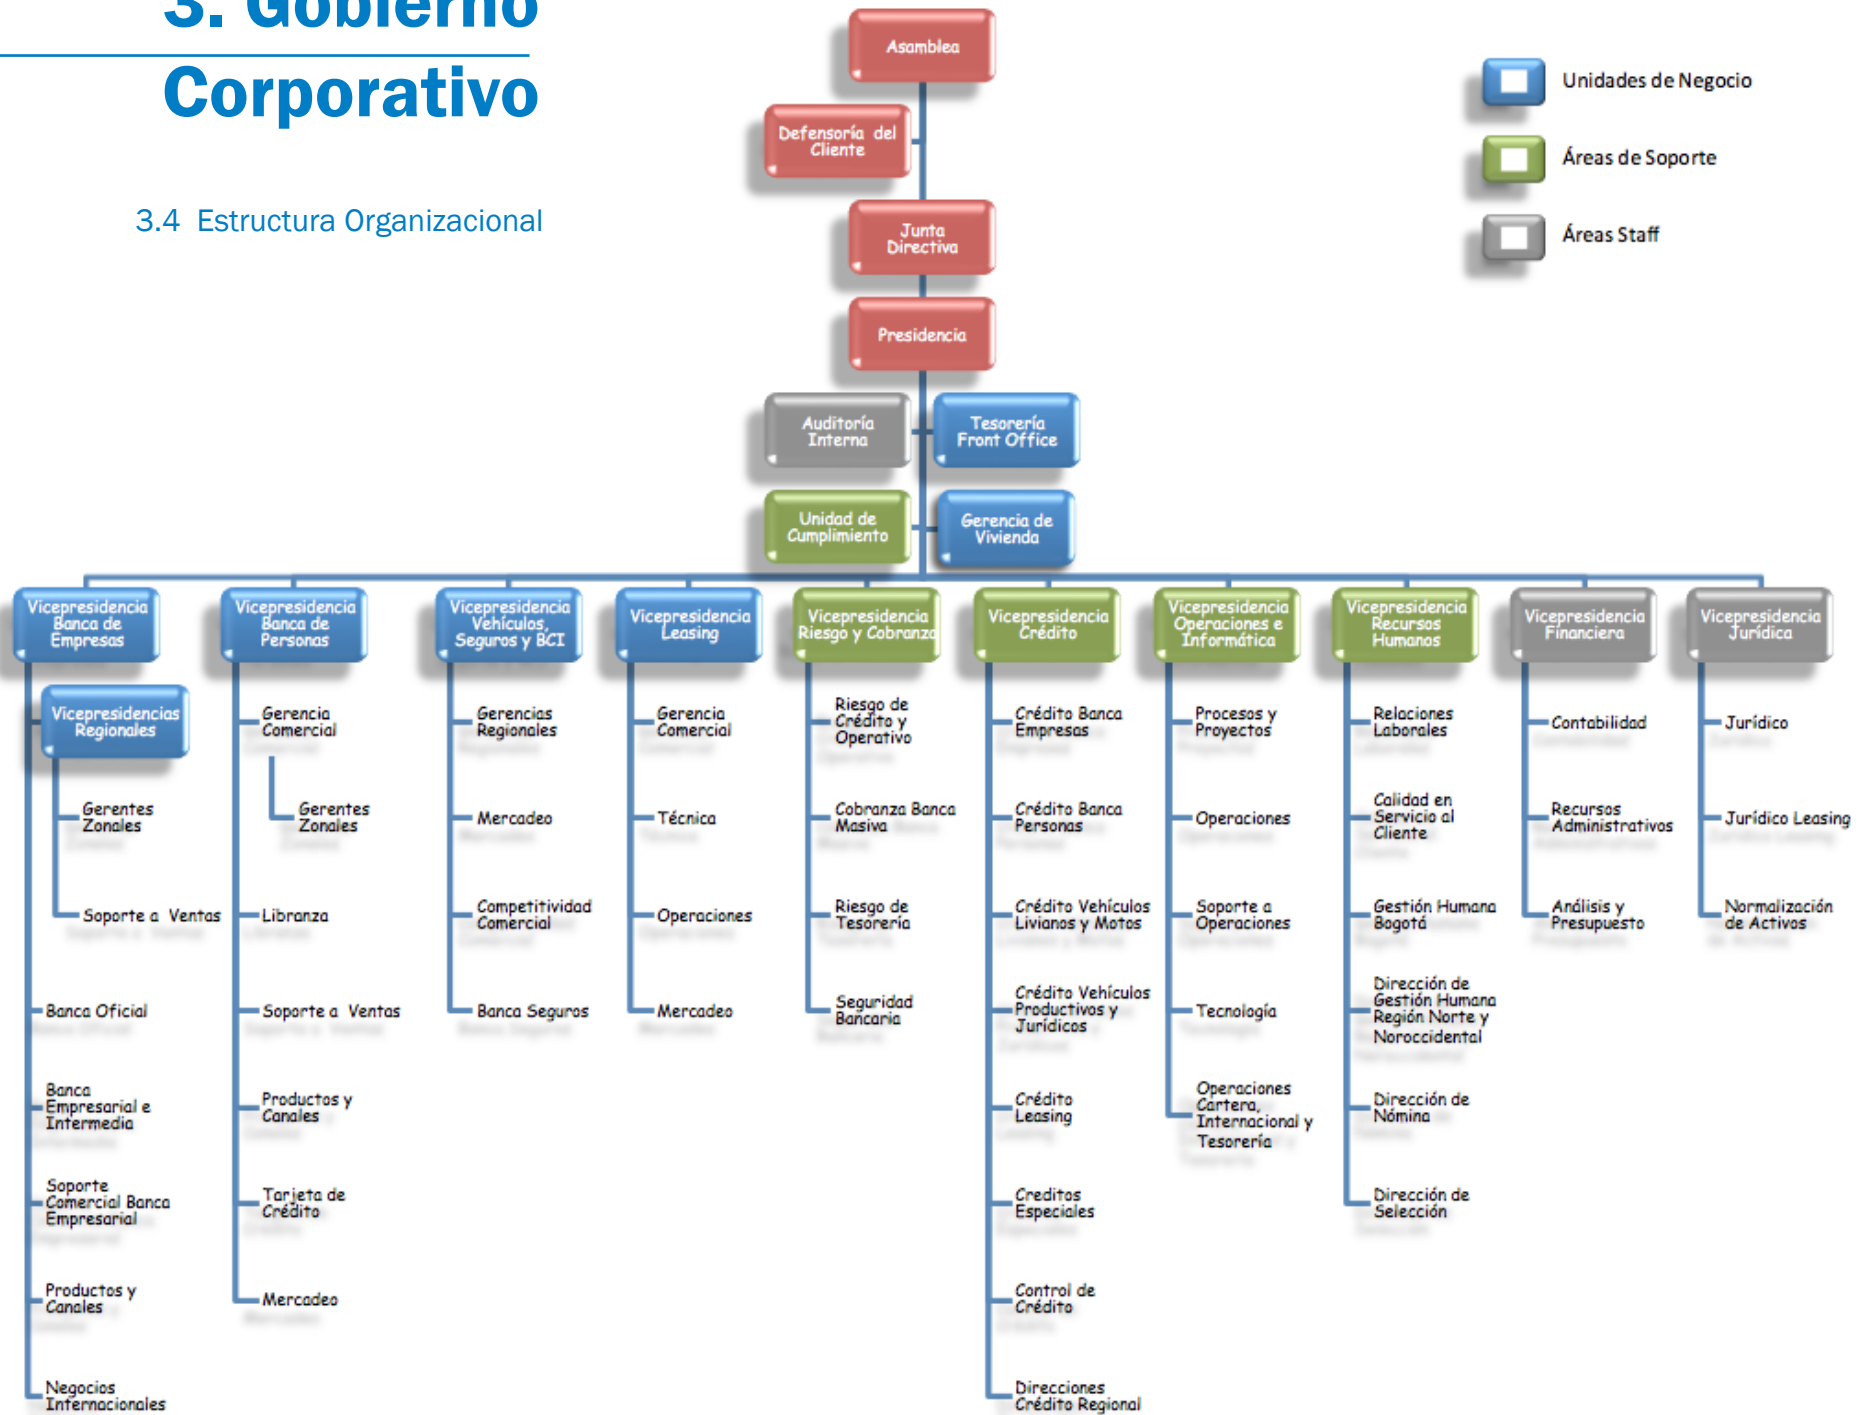 3. Gobierno
Corporativo
3.4 Estructura Organizacional
Unidades de Negocio
Áreas de Soporte
Áreas Staff
Asamblea
Defensoría del
Cliente
Junta
Directiva
Presidencia
Auditoría
Interna
Tesorería
Front Office
Unidad de
Cumplimiento
Gerencia de
Vivienda
Vicepresidencia
Banca de
Empresas
Vicepresidencias
Regionales
Gerentes
Zonales
Soporte a Ventas
Banca Oficial
Banca
Empresarial e
Intermedia
Soporte
Comercial Banca
Empresarial
Productos y
Canales
Negocios
Internacionales
Vicepresidencia
Banca de
Personas
Gerencia
Comercial
Gerentes
Zonales
Libranza
Soporte a Ventas
Productos y
Canales
Tarjeta de
Crédito
Mercadeo
Vicepresidencia
Vehículos,
Seguros y BCI
Gerencias
Regionales
Mercadeo
Competitividad
Comercial
Banca Seguros
Vicepresidencia
Leasing
Gerencia
Comercial
Técnica
Operaciones
Mercadeo
Vicepresidencia
Riesgo y Cobranza
Riesgo de
Crédito y
Operativo
Cobranza Banca
Masiva
Riesgo de
Tesorería
Seguridad
Bancaria
Vicepresidencia
Crédito
Crédito Banca
Empresas
Crédito Banca
Personas
Crédito Vehículos
Livianos y Motos
Crédito Vehículos
Productivos y
Jurídicos
Crédito
Leasing
Creditos
Especiales
Control de
Crédito
Direcciones
Crédito Regional
Vicepresidencia
Operaciones e
Informática
Procesos y
Proyectos
Operaciones
Soporte a
Operaciones
Tecnología
Operaciones
Cartera,
Internacional y
Tesorería
Vicepresidencia
Recursos
Humanos
Relaciones
Laborales
Calidad en
Servicio al
Cliente
Gestión Humana
Bogotá
Dirección de
Gestión Humana
Región Norte y
Noroccidental
Dirección de
Nómina
Dirección de
Selección
Vicepresidencia
Financiera
Contabilidad
Recursos
Administrativos
Análisis y
Presupuesto
Vicepresidencia
Jurídica
Jurídico
Jurídico Leasing
Normalización
de Activos